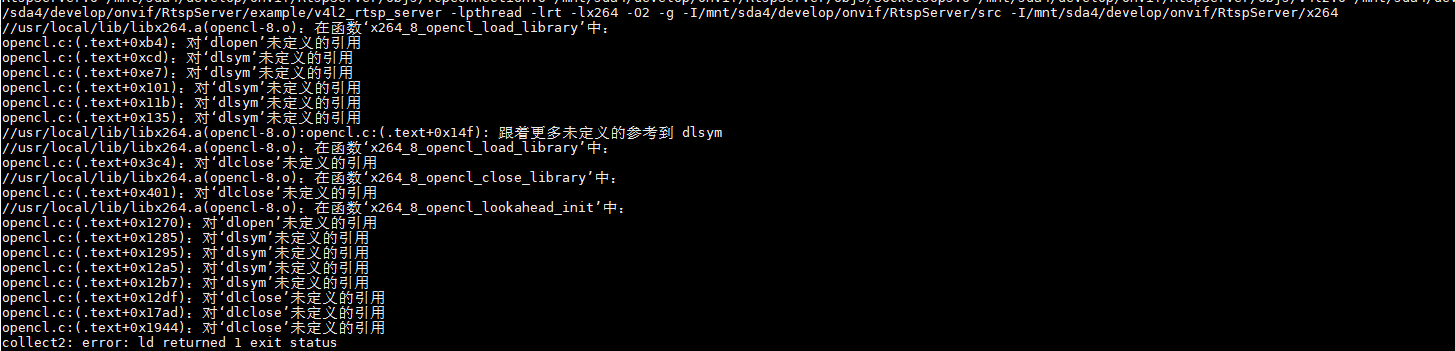 /sda4/develop/onvif/RtspServer/example/v4l2_rtsp_server -lpthread -lrt -lx264 -O2 -g -I/mnt/sda4/develop/onvif/RtspServer/src -I/mnt/sda4/develop/onvif/RtspServer/x264
//usr/local/lib/libx264.a(opencl-8.o)：在函数‘x264_8_opencl_load_library’中：
opencl.c:(.text+0xb4)：对‘dlopen’未定义的引用
opencl.c:(.text+0xcd)：对‘dlsym’未定义的引用
opencl.c:(.text+0xe7)：对‘dlsym’未定义的引用
opencl.c:(.text+0x101)：对‘dlsym’未定义的引用
opencl.c:(.text+0x11b)：对‘dlsym’未定义的引用
opencl.c:(.text+0x135)：对‘dlsym’未定义的引用
//usr/local/lib/libx264.a(opencl-8.o):opencl.c:(.text+0x14f): 跟着更多未定义的参考到 dlsym
//usr/local/lib/libx264.a(opencl-8.o)：在函数‘x264_8_opencl_load_library’中：
opencl.c:(.text+0x3c4)：对‘dlclose’未定义的引用
//usr/local/lib/libx264.a(opencl-8.o)：在函数‘x264_8_opencl_close_library’中：
opencl.c:(.text+0x401)：对‘dlclose’未定义的引用
//usr/local/lib/libx264.a(opencl-8.o)：在函数‘x264_8_opencl_lookahead_init’中：
opencl.c:(.text+0x1270)：对‘dlopen’未定义的引用
opencl.c:(.text+0x1285)：对‘dlsym’未定义的引用
opencl.c:(.text+0x1295)：对‘dlsym’未定义的引用
opencl.c:(.text+0x12a5)：对‘dlsym’未定义的引用
opencl.c:(.text+0x12b7)：对‘dlsym’未定义的引用
opencl.c:(.text+0x12df)：对‘dlclose’未定义的引用
opencl.c:(.text+0x17ad)：对‘dlclose’未定义的引用
opencl.c:(.text+0x1944)：对‘dlclose’未定义的引用
collect2: error: ld returned 1 exit status